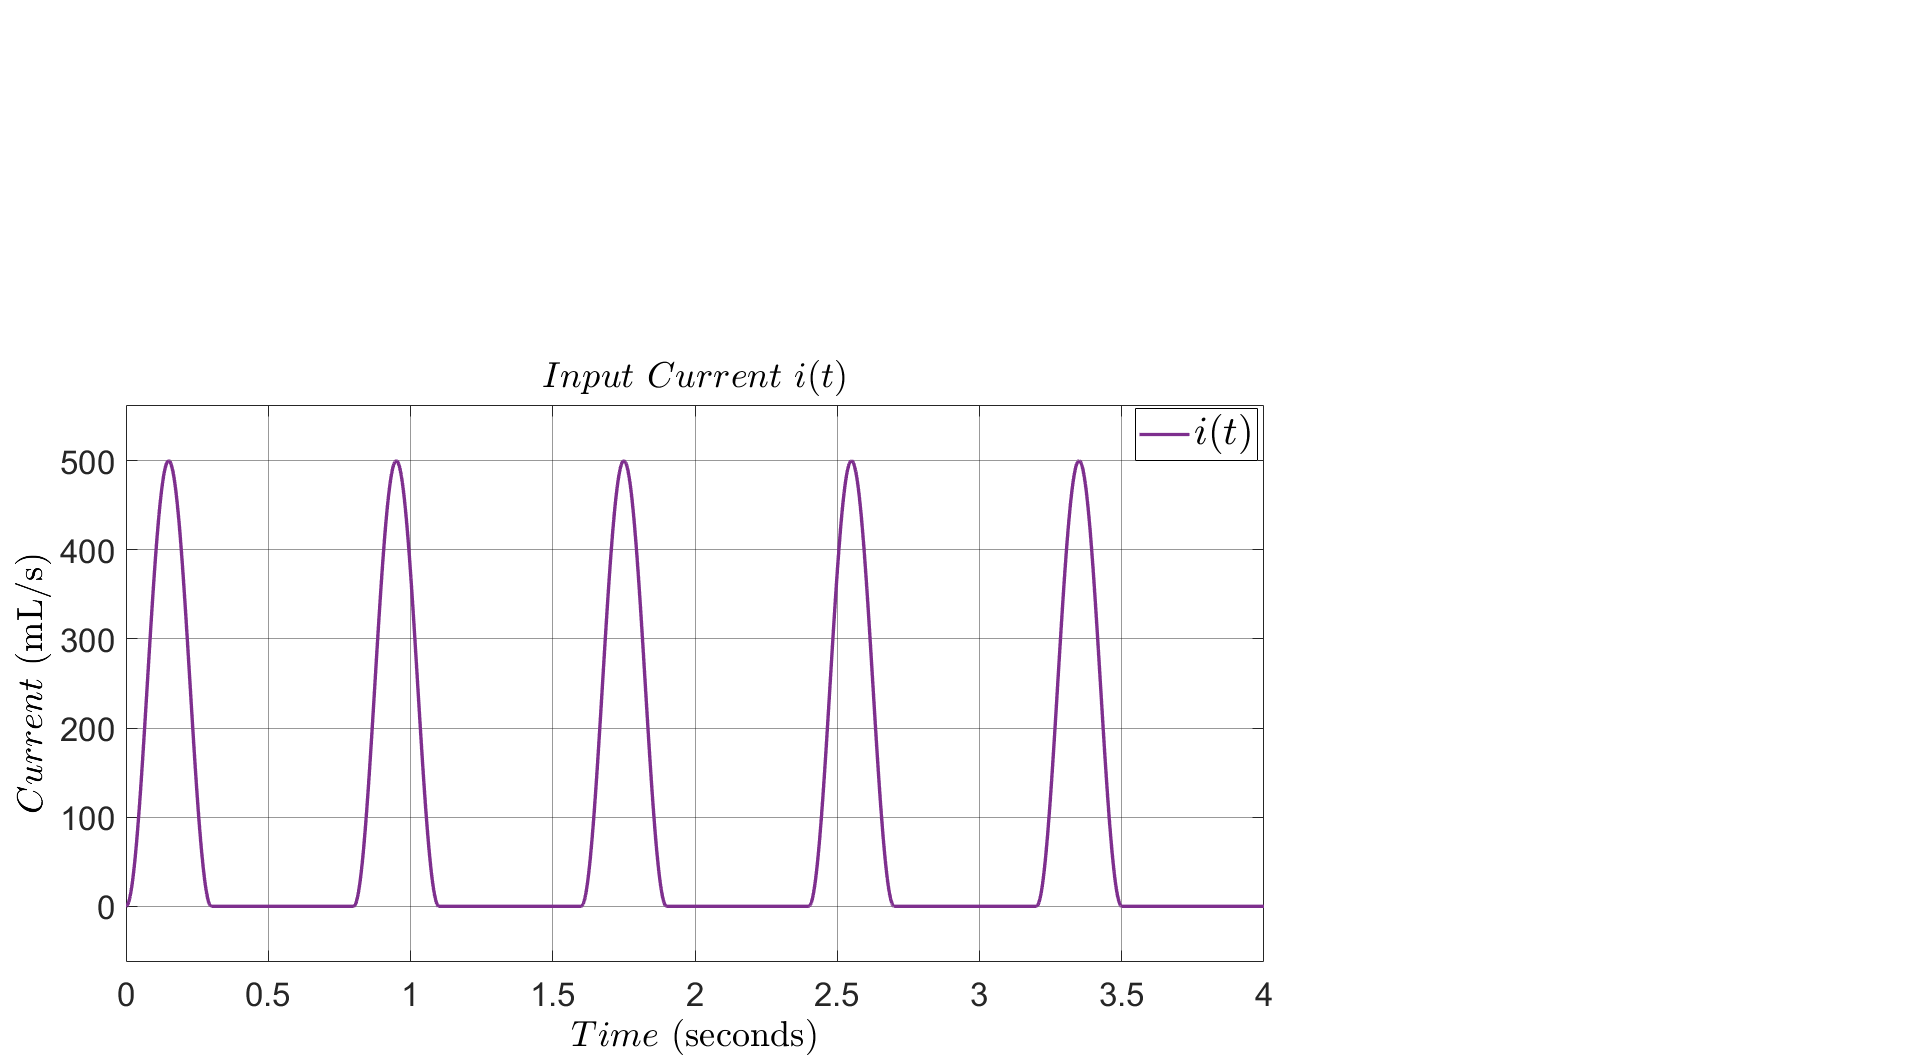 Input Current i(t)
i(t)
500
400
300
200
100
0
Current (mL/s)
0 0.5 1 1.5 2 2.5 3 3.5 4
Time (seconds)